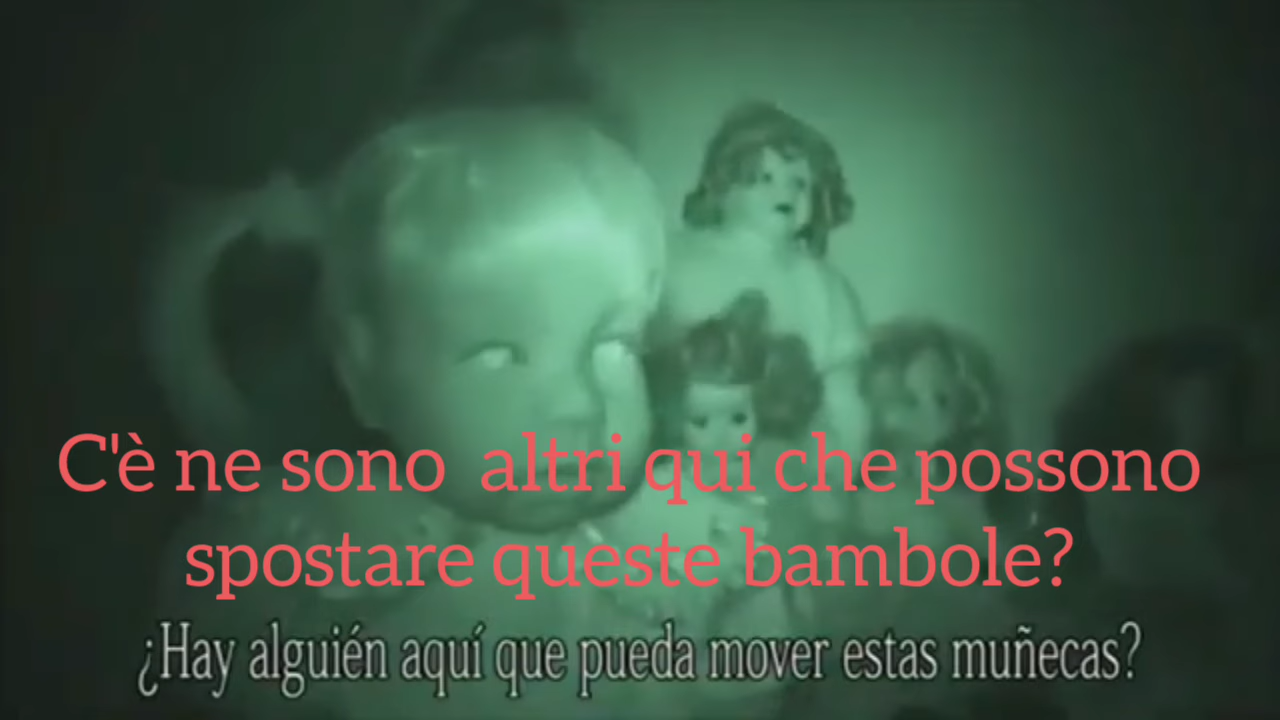 C'è ne sono altri qui che possono
spostare queste bambole?
¿Hay alguién aquí que pueda mover estas muñecas?